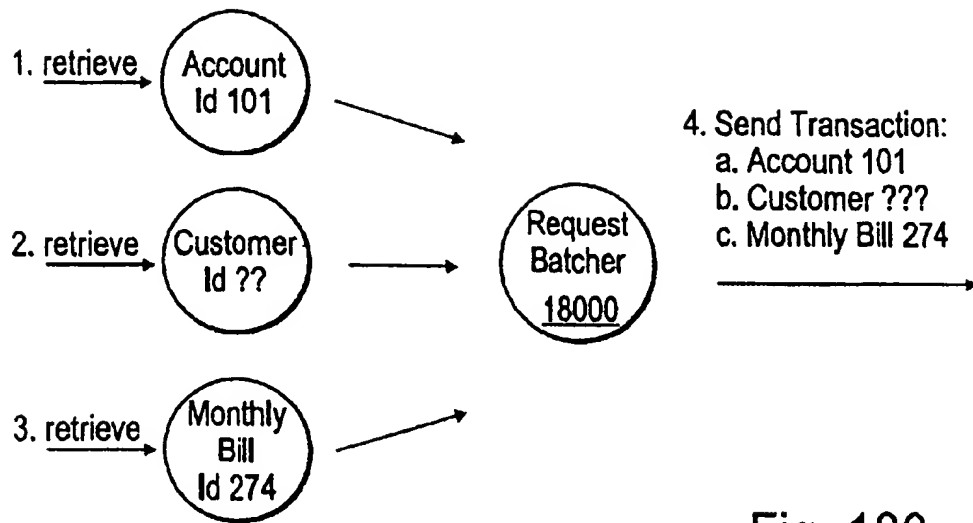 1. retrieve
Account
Id 101
2. retrieve
Customer
Id ??
3. retrieve
Monthly
Bill
Id 274
Request
Batcher
18000
4. Send Transaction:
a. Account 101
b. Customer ???
c. Monthly Bill 274